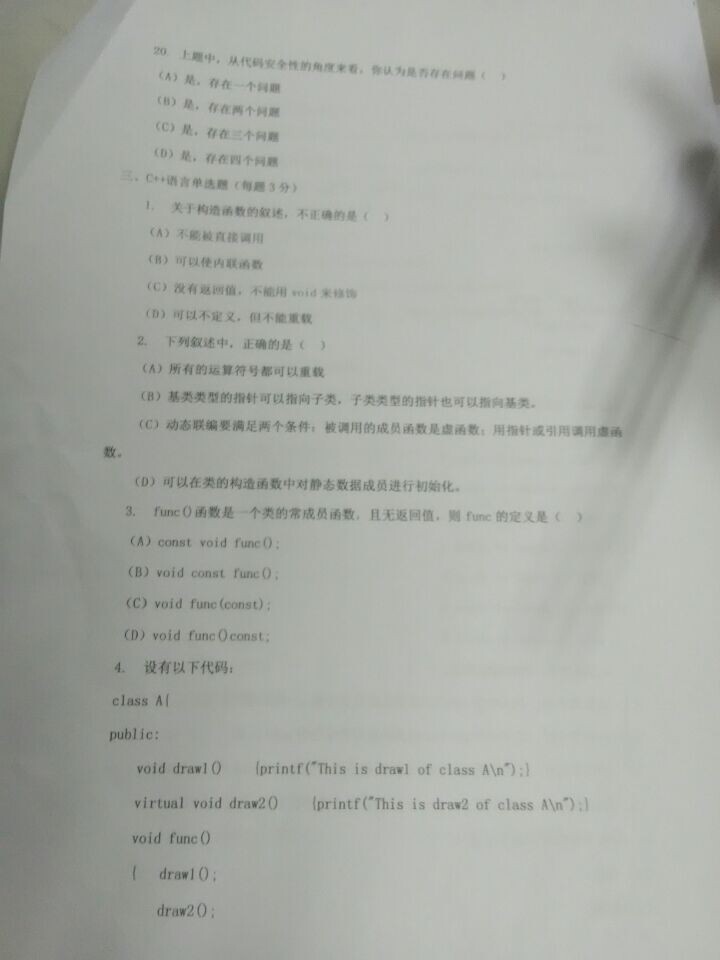 20. 上题中，从代码安全性的角度来看，你认为是否存在问题（ ）
（A）是，存在一个问题
（B）是，存在两个问题
（C）是，存在三个问题
（D）是，存在四个问题
三、C++语言单选题（每题3分）
1. 关于构造函数的叙述，不正确的是（ ）
（A）不能被直接调用
（B）可以使内联函数
（C）没有返回值，不能用 void 来修饰
（D）可以不定义，但不能重载
2. 下列叙述中，正确的是（ ）
（A）所有的运算符号都可以重载
（B）基类类型的指针可以指向子类，子类类型的指针也可以指向基类。
（C）动态联编要满足两个条件：被调用的成员函数是虚函数；用指针或引用调用虚函
数。
（D）可以在类的构造函数中对静态数据成员进行初始化。
3. func()函数是一个类的常成员函数，且无返回值，则 func 的定义是（ ）
（A）const void func();
（B）void const func();
（C）void func(const);
（D）void func()const;
4. 设有以下代码：
class A{
public:
void draw1() {printf("This is draw1 of class A\n");}
virtual void draw2() {printf("This is draw2 of class A\n");}
void func()
{ draw1();
draw2();